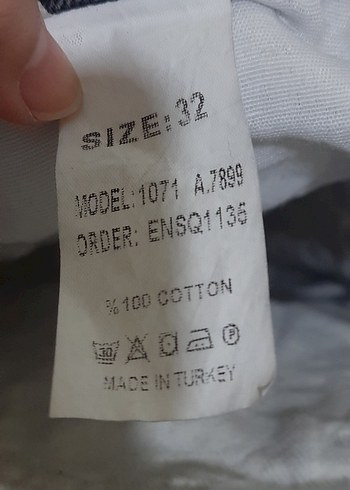 SIZE:32
MODEL:1071 A.7899
ORDER: ENSQ1135
% 100 COTTON
30 P
MADE IN TURKEY